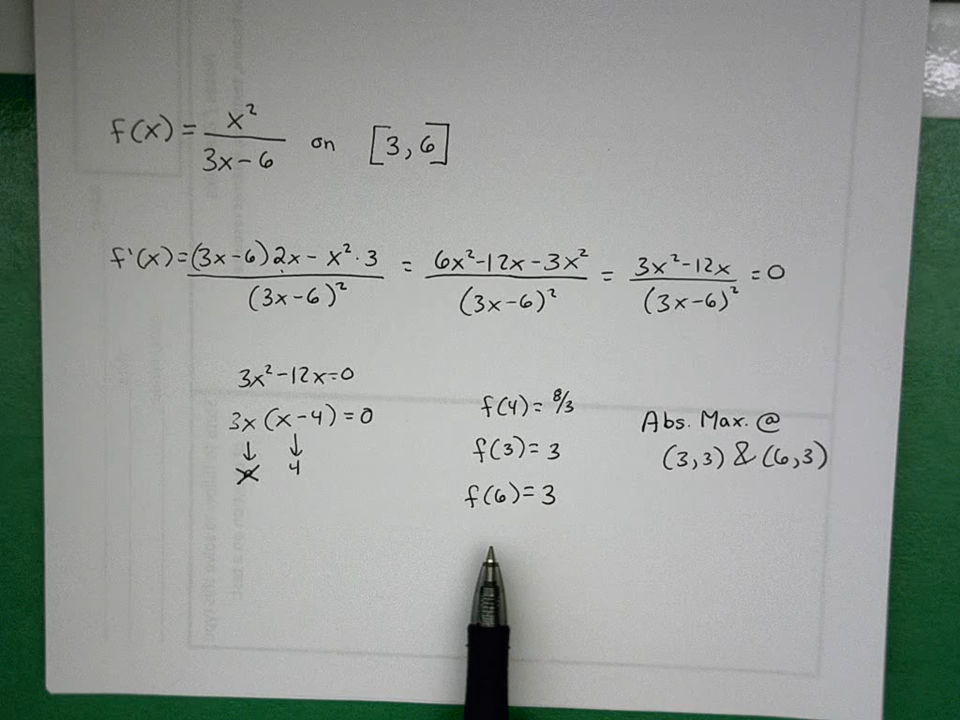 f(x) = x²/(3x-6) on [3, 6]
f'(x) = ((3x-6)2x - x²·3)/(3x-6)² = (6x²-12x-3x²)/(3x-6)² = (3x²-12x)/(3x-6)² = 0
3x²-12x=0
3x(x-4)=0
↓ ↓
x 4
f(4) = 8/3
f(3) = 3
f(6) = 3
Abs. Max. @
(3,3) & (6,3)